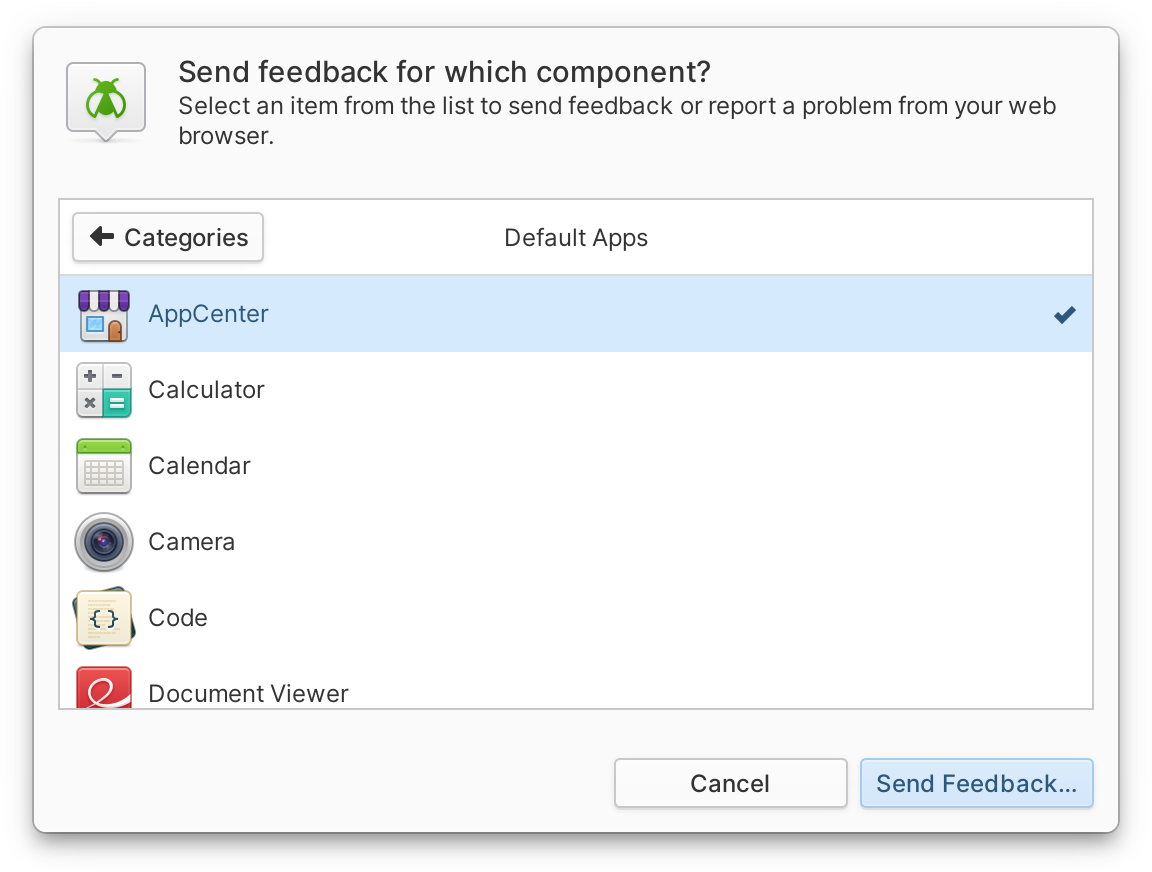 Send feedback for which component?
Select an item from the list to send feedback or report a problem from your web
browser.
Categories
Default Apps
AppCenter
Calculator
Calendar
Camera
Code
Document Viewer
Cancel
Send Feedback...